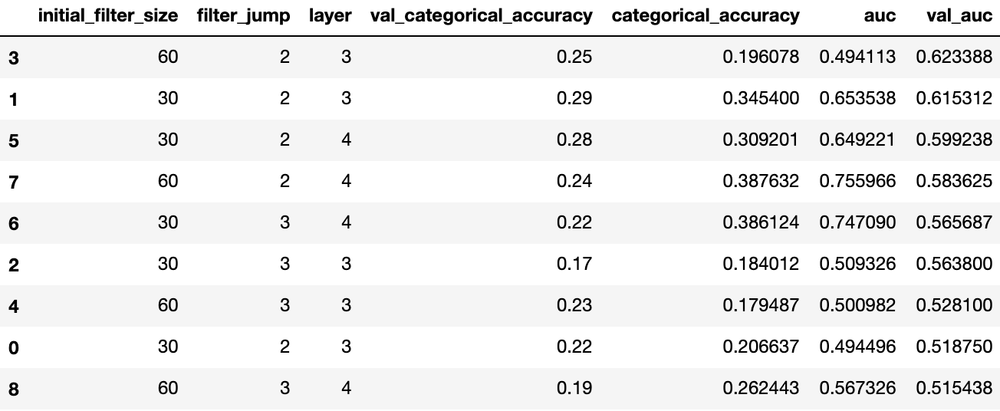 initial_filter_size filter_jump layer val_categorical_accuracy categorical_accuracy auc val_auc
3 60 2 3 0.25 0.196078 0.494113 0.623388
1 30 2 3 0.29 0.345400 0.653538 0.615312
5 30 2 4 0.28 0.309201 0.649221 0.599238
7 60 2 4 0.24 0.387632 0.755966 0.583625
6 30 3 4 0.22 0.386124 0.747090 0.565687
2 30 3 3 0.17 0.184012 0.509326 0.563800
4 60 3 3 0.23 0.179487 0.500982 0.528100
0 30 2 3 0.22 0.206637 0.494496 0.518750
8 60 3 4 0.19 0.262443 0.567326 0.515438